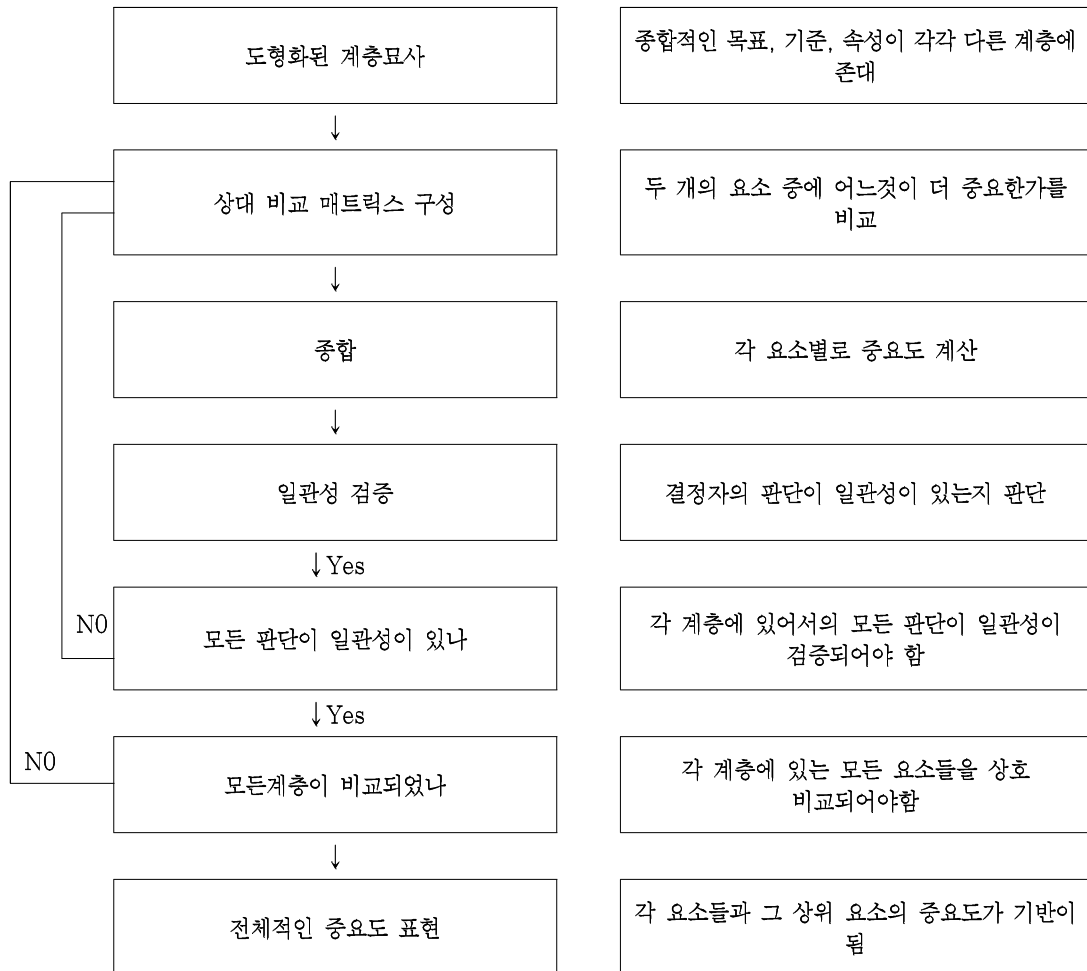 도형화된 계층묘사
종합적인 목표, 기준, 속성이 각각 다른 계층에
존대
↓
상대 비교 매트릭스 구성
두 개의 요소 중에 어느것이 더 중요한가를
비교
↓
종합
각 요소별로 중요도 계산
↓
일관성 검증
결정자의 판단이 일관성이 있는지 판단
↓Yes
N0
모든 판단이 일관성이 있나
각 계층에 있어서의 모든 판단이 일관성이
검증되어야 함
↓Yes
N0
모든계층이 비교되었나
각 계층에 있는 모든 요소들을 상호
비교되어야함
↓
전체적인 중요도 표현
각 요소들과 그 상위 요소의 중요도가 기반이
됨